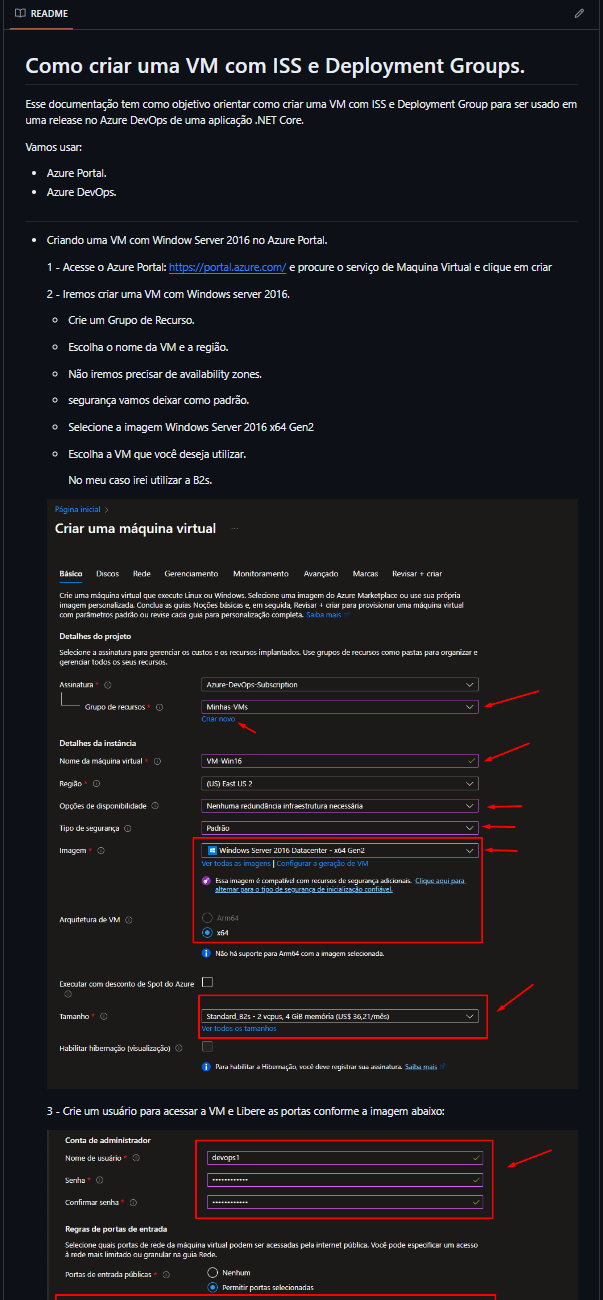 README
Como criar uma VM com ISS e Deployment Groups.
Esse documentação tem como objetivo orientar como criar uma VM com ISS e Deployment Group para ser usado em
uma release no Azure DevOps de uma aplicação .NET Core.
Vamos usar:
Azure Portal.
Azure DevOps.
Criando uma VM com Window Server 2016 no Azure Portal.
1 - Acesse o Azure Portal: https://portal.azure.com/ e procure o serviço de Maquina Virtual e clique em criar
2 - Iremos criar uma VM com Windows server 2016.
Crie um Grupo de Recurso.
Escolha o nome da VM e a região.
Não iremos precisar de availability zones.
segurança vamos deixar como padrão.
Selecione a imagem Windows Server 2016 x64 Gen2
Escolha a VM que você deseja utilizar.
No meu caso irei utilizar a B2s.
Página inicial >
Criar uma máquina virtual ...
Básico Discos Rede Gerenciamento Monitoramento Avançado Marcas Revisar + criar
Crie uma máquina virtual que execute Linux ou Windows. Selecione uma imagem do Azure Marketplace ou use sua própria
imagem personalizada. Conclua as guias Noções básicas e, em seguida, Revisar + criar para provisionar uma máquina virtual
com parâmetros padrão ou revise cada guia para personalização completa. Saiba mais
Detalhes do projeto
Selecione a assinatura para gerenciar os custos e os recursos implantados. Use grupos de recursos como pastas para organizar e
gerenciar todos os seus recursos.
Assinatura * Azure-DevOps-Subscription
Grupo de recursos * Minhas-VMs
Criar novo
Detalhes da instância
Nome da máquina virtual * VM-Win16
Região * (US) East US 2
Opções de disponibilidade Nenhuma redundância infraestrutura necessária
Tipo de segurança Padrão
Imagem * Windows Server 2016 Datacenter - x64 Gen2
Ver todas as imagens | Configurar a geração de VM
Essa imagem é compatível com recursos de segurança adicionais. Clique aqui para
alternar para o tipo de segurança de inicialização confiável.
Arquitetura de VM Arm64
x64
Não há suporte para Arm64 com a imagem selecionada.
Executar com desconto de Spot do Azure
Tamanho * Standard_B2s - 2 vcpus, 4 GiB memória (US$ 36,21/mês)
Ver todos os tamanhos
Habilitar hibernação (visualização)
Para habilitar a Hibernação, você deve registrar sua assinatura. Saiba mais
3 - Crie um usuário para acessar a VM e Libere as portas conforme a imagem abaixo:
Conta de administrador
Nome de usuário * devops1
Senha * ••••••••••••
Confirmar senha * ••••••••••••
Regras de portas de entrada
Selecione quais portas de rede da máquina virtual podem ser acessadas pela internet pública. Você pode especificar um acesso
à rede mais limitado ou granular na guia Rede.
Portas de entrada públicas * Nenhum
Permitir portas selecionadas